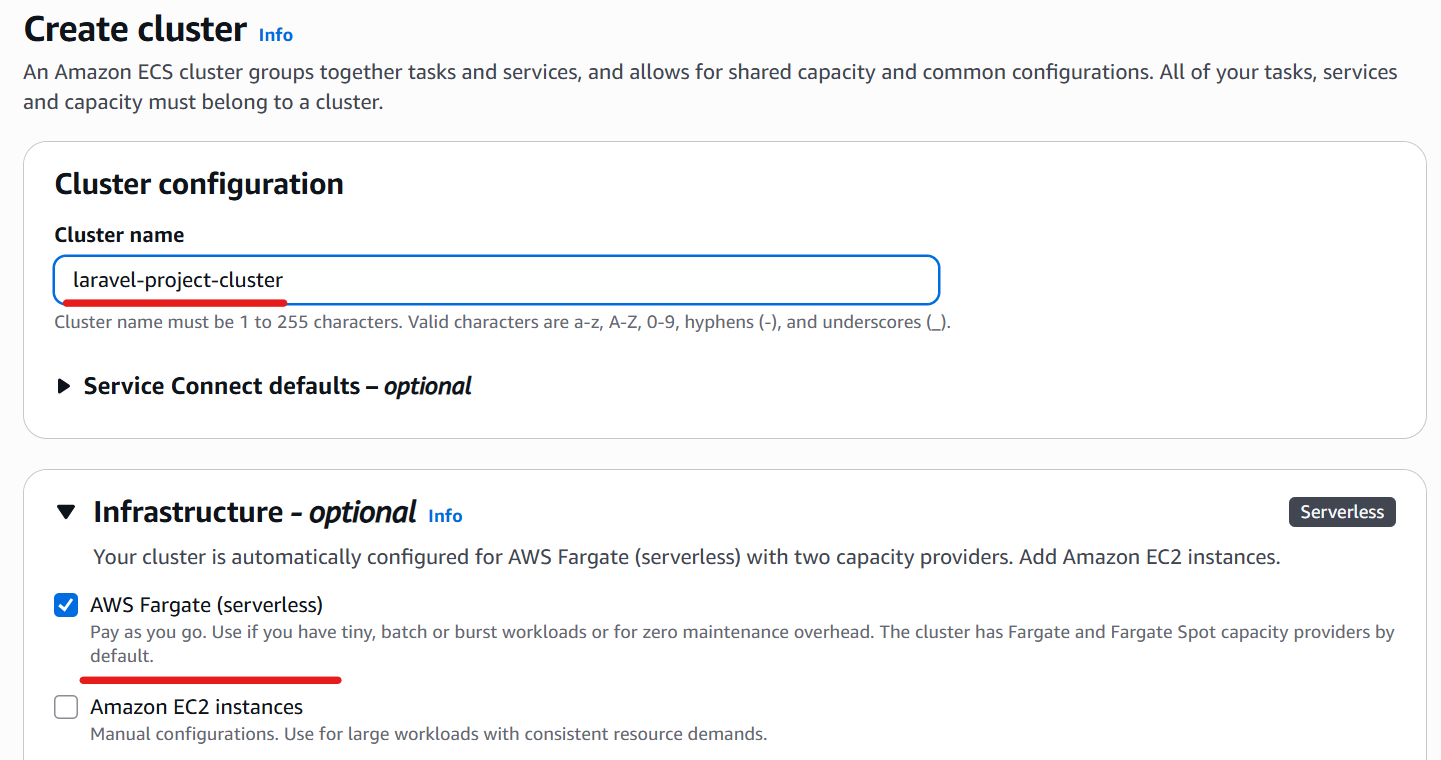 Create cluster Info
An Amazon ECS cluster groups together tasks and services, and allows for shared capacity and common configurations. All of your tasks, services
and capacity must belong to a cluster.
Cluster configuration
Cluster name
laravel-project-cluster
Cluster name must be 1 to 255 characters. Valid characters are a-z, A-Z, 0-9, hyphens (-), and underscores (_).
Service Connect defaults – optional
Infrastructure – optional Info
Serverless
Your cluster is automatically configured for AWS Fargate (serverless) with two capacity providers. Add Amazon EC2 instances.
AWS Fargate (serverless)
Pay as you go. Use if you have tiny, batch or burst workloads or for zero maintenance overhead. The cluster has Fargate and Fargate Spot capacity providers by
default.
Amazon EC2 instances
Manual configurations. Use for large workloads with consistent resource demands.